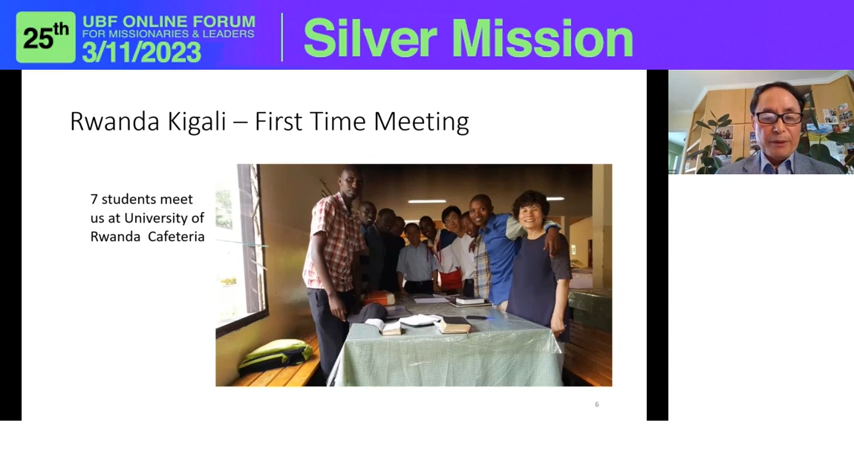 25th
UBF ONLINE FORUM
FOR MISSIONARIES & LEADERS
3/11/2023
Silver Mission
Rwanda Kigali – First Time Meeting
7 students meet
us at University of
Rwanda Cafeteria
6